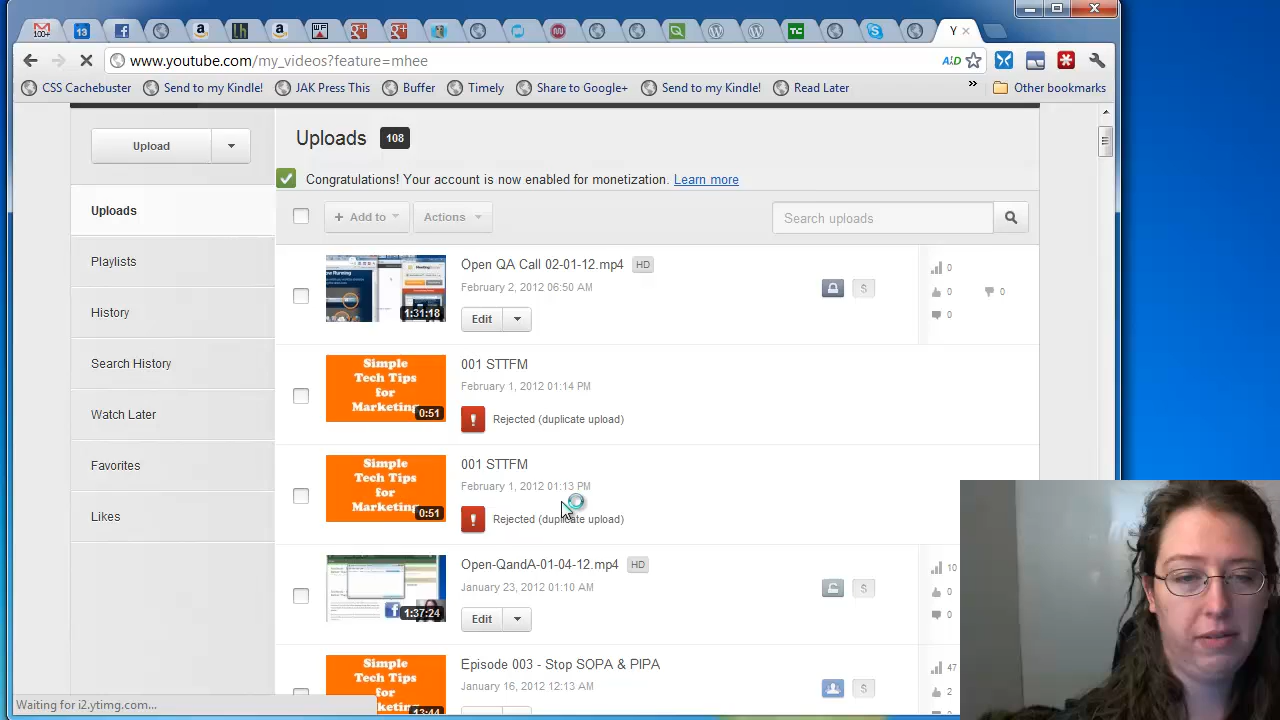 100+
13
Y
www.youtube.com/my_videos?feature=mhee
CSS Cachebuster Send to my Kindle! JAK Press This Buffer Timely Share to Google+ Send to my Kindle! Read Later » Other bookmarks
Upload
Uploads 108
Congratulations! Your account is now enabled for monetization. Learn more
Uploads
+ Add to Actions Search uploads
Playlists
Open QA Call 02-01-12.mp4 HD
February 2, 2012 06:50 AM
1:31:18
Edit
$
0
0 0
0
History
Search History
001 STTFM
February 1, 2012 01:14 PM
Rejected (duplicate upload)
Simple
Tech Tips
for
Marketing
0:51
Watch Later
Favorites
001 STTFM
February 1, 2012 01:13 PM
Rejected (duplicate upload)
Simple
Tech Tips
for
Marketing
0:51
Likes
Open-QandA-01-04-12.mp4 HD
January 23, 2012 01:10 AM
1:37:24
Edit
$
10
0
0
Episode 003 - Stop SOPA & PIPA
January 16, 2012 12:13 AM
Simple
Tech Tips
for
13:44
$
47
2
Waiting for i2.ytimg.com...